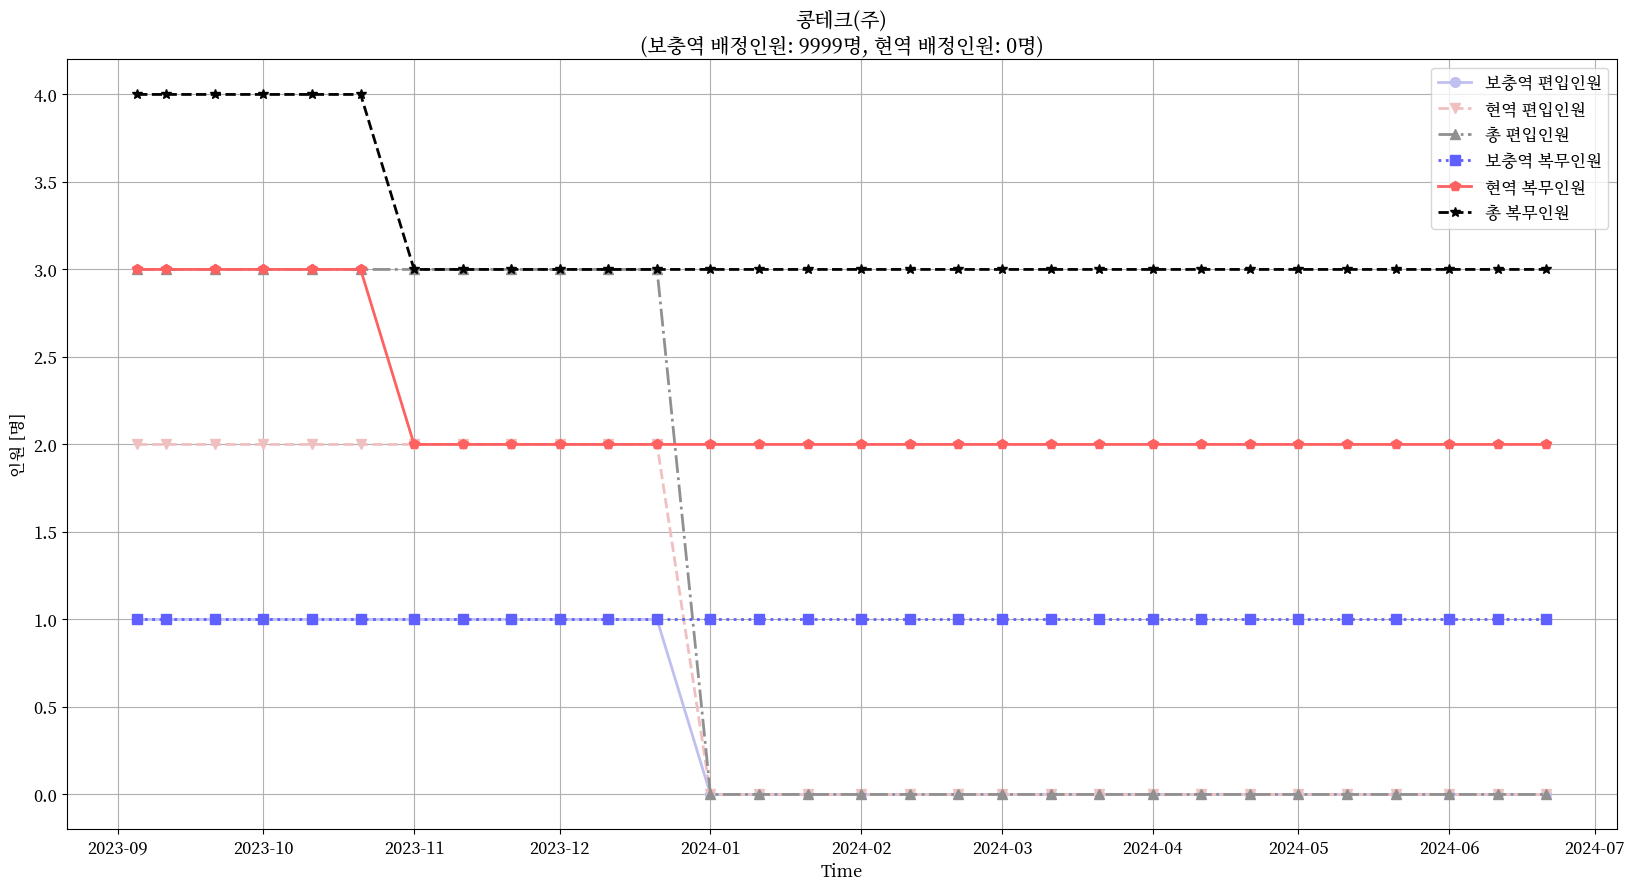 콩테크(주)
(보충역 배정인원: 9999명, 현역 배정인원: 0명)
보충역 편입인원
현역 편입인원
총 편입인원
보충역 복무인원
현역 복무인원
총 복무인원
4.0
3.5
3.0
2.5
2.0
1.5
1.0
0.5
0.0
인원 [명]
2023-09 2023-10 2023-11 2023-12 2024-01 2024-02 2024-03 2024-04 2024-05 2024-06 2024-07
Time